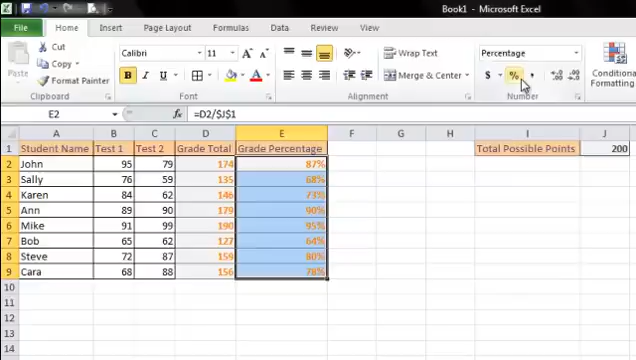 Book1 - Microsoft Excel
File Home Insert Page Layout Formulas Data Review View
Paste Cut Calibri 11 A A Wrap Text Percentage Conditional Formatting
Copy
Format Painter B I U A Merge & Center $ % ,
Clipboard Font Alignment Number
E2 fx =D2/$J$1
A B C D E F G H I J
1 Student Name Test 1 Test 2 Grade Total Grade Percentage Total Possible Points 200
2 John 95 79 174 87%
3 Sally 76 59 135 68%
4 Karen 84 62 146 73%
5 Ann 89 90 179 90%
6 Mike 91 99 190 95%
7 Bob 65 62 127 64%
8 Steve 72 87 159 80%
9 Cara 68 88 156 78%
10
11
12
13
14
15